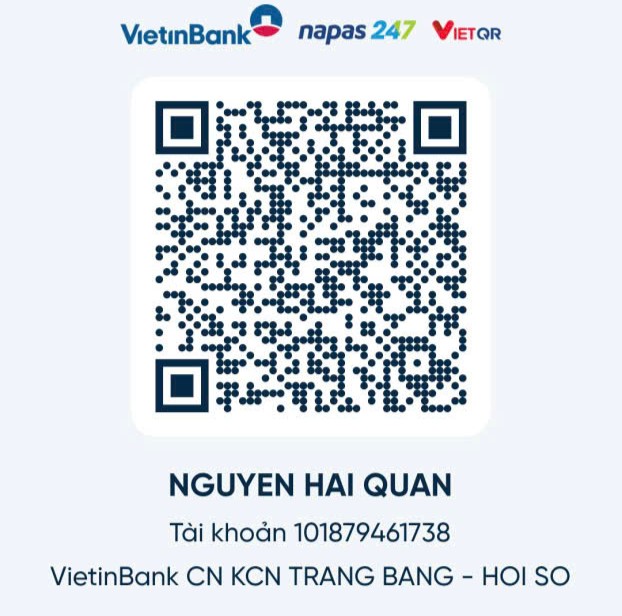 VietinBank napas 247 VIETQR
NGUYEN HAI QUAN
Tài khoản 101879461738
VietinBank CN KCN TRANG BANG - HOI SO